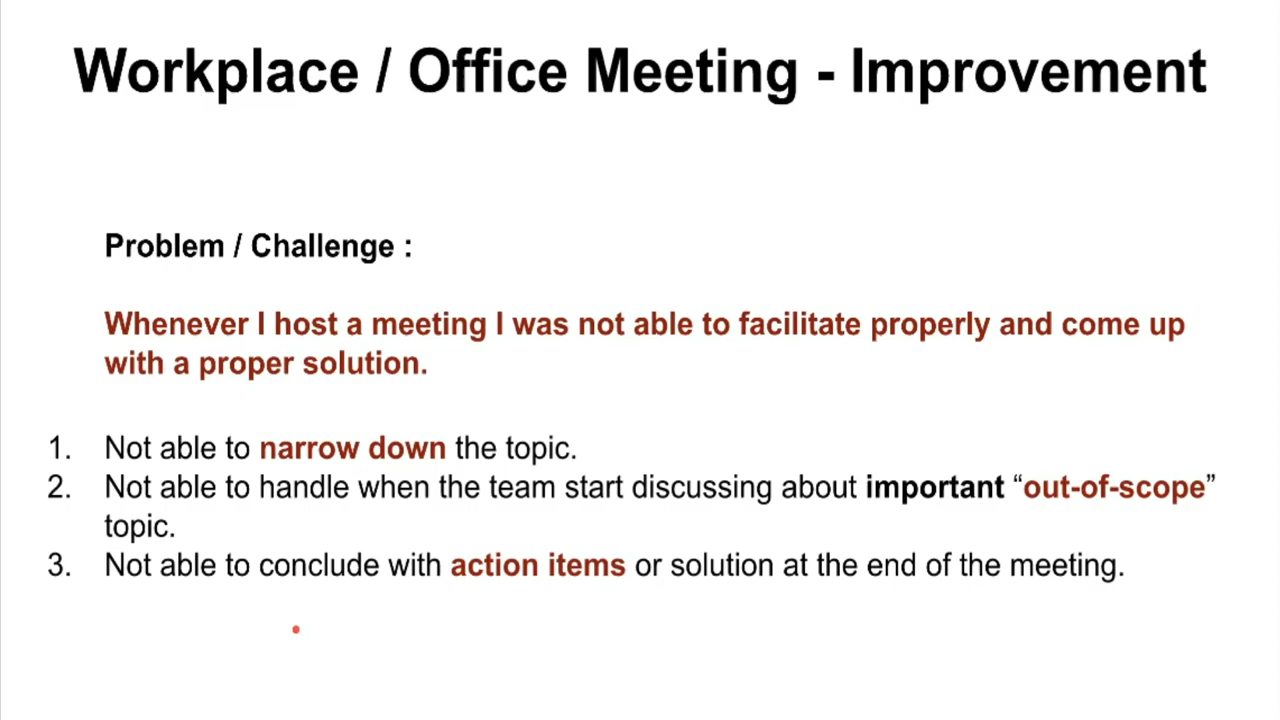 Workplace / Office Meeting - Improvement
Problem / Challenge :
Whenever I host a meeting I was not able to facilitate properly and come up
with a proper solution.
1. Not able to narrow down the topic.
2. Not able to handle when the team start discussing about important “out-of-scope”
topic.
3. Not able to conclude with action items or solution at the end of the meeting.